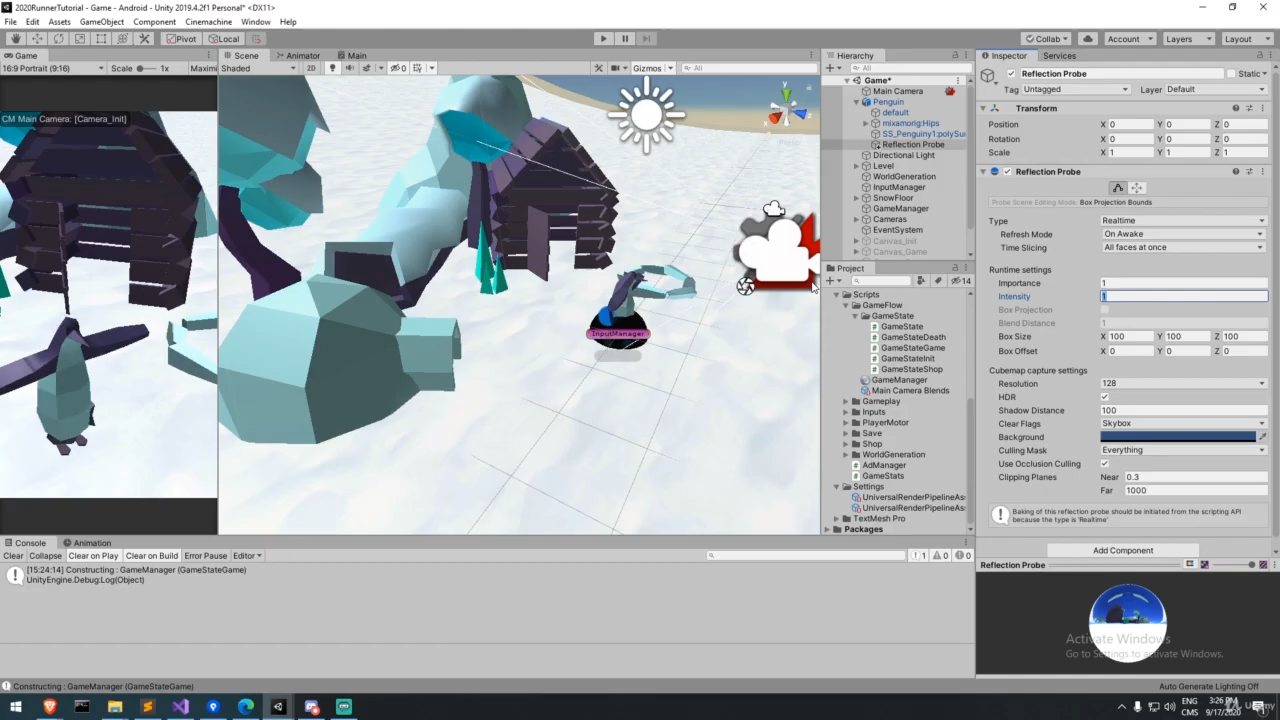 2020RunnerTutorial - Game - Android - Unity 2019.4.2f1 Personal* <DX11>
File Edit Assets GameObject Component Cinemachine Window Help
Pivot Local Collab Account Layers Layout
Game Scene Animator Main Hierarchy Inspector Services
16:9 Portrait (9:16) Scale 1x Maximi Shaded 2D 0 Gizmos All All
CM Main Camera: [Camera_Init]
InputManager
y
x
Game*
Main Camera
Penguin
default
mixamorig:Hips
SS_Penguiny1:polySur
Reflection Probe
Directional Light
Level
WorldGeneration
InputManager
SnowFloor
GameManager
Cameras
EventSystem
Canvas_Init
Canvas_Game
Project
14
Scripts
GameFlow
GameState
GameState
GameStateDeath
GameStateGame
GameStateInit
GameStateShop
GameManager
Main Camera Blends
Gameplay
Inputs
PlayerMotor
Save
Shop
WorldGeneration
AdManager
GameStats
Settings
UniversalRenderPipelineAs
UniversalRenderPipelineAs
TextMesh Pro
Packages
Reflection Probe Static
Tag Untagged Layer Default
Transform
Position X 0 Y 0 Z 0
Rotation X 0 Y 0 Z 0
Scale X 1 Y 1 Z 1
Reflection Probe
Probe Scene Editing Mode: Box Projection Bounds
Type Realtime
Refresh Mode On Awake
Time Slicing All faces at once
Runtime settings
Importance 1
Intensity 1
Box Projection
Blend Distance 1
Box Size X 100 Y 100 Z 100
Box Offset X 0 Y 0 Z 0
Cubemap capture settings
Resolution 128
HDR
Shadow Distance 100
Clear Flags Skybox
Background
Culling Mask Everything
Use Occlusion Culling
Clipping Planes Near 0.3
Far 1000
Baking of this reflection probe should be initiated from the scripting API
because the type is 'Realtime'
Add Component
Reflection Probe
Console Animation
Clear Collapse Clear on Play Clear on Build Error Pause Editor 1 0 0
[15:24:14] Constructing : GameManager (GameStateGame)
UnityEngine.Debug:Log(Object)
Activate Windows
Go to Settings to activate Windows.
Constructing : GameManager (GameStateGame)
Auto Generate Lighting Off
3:26 PM
CMS 9/17/2020
Udemy